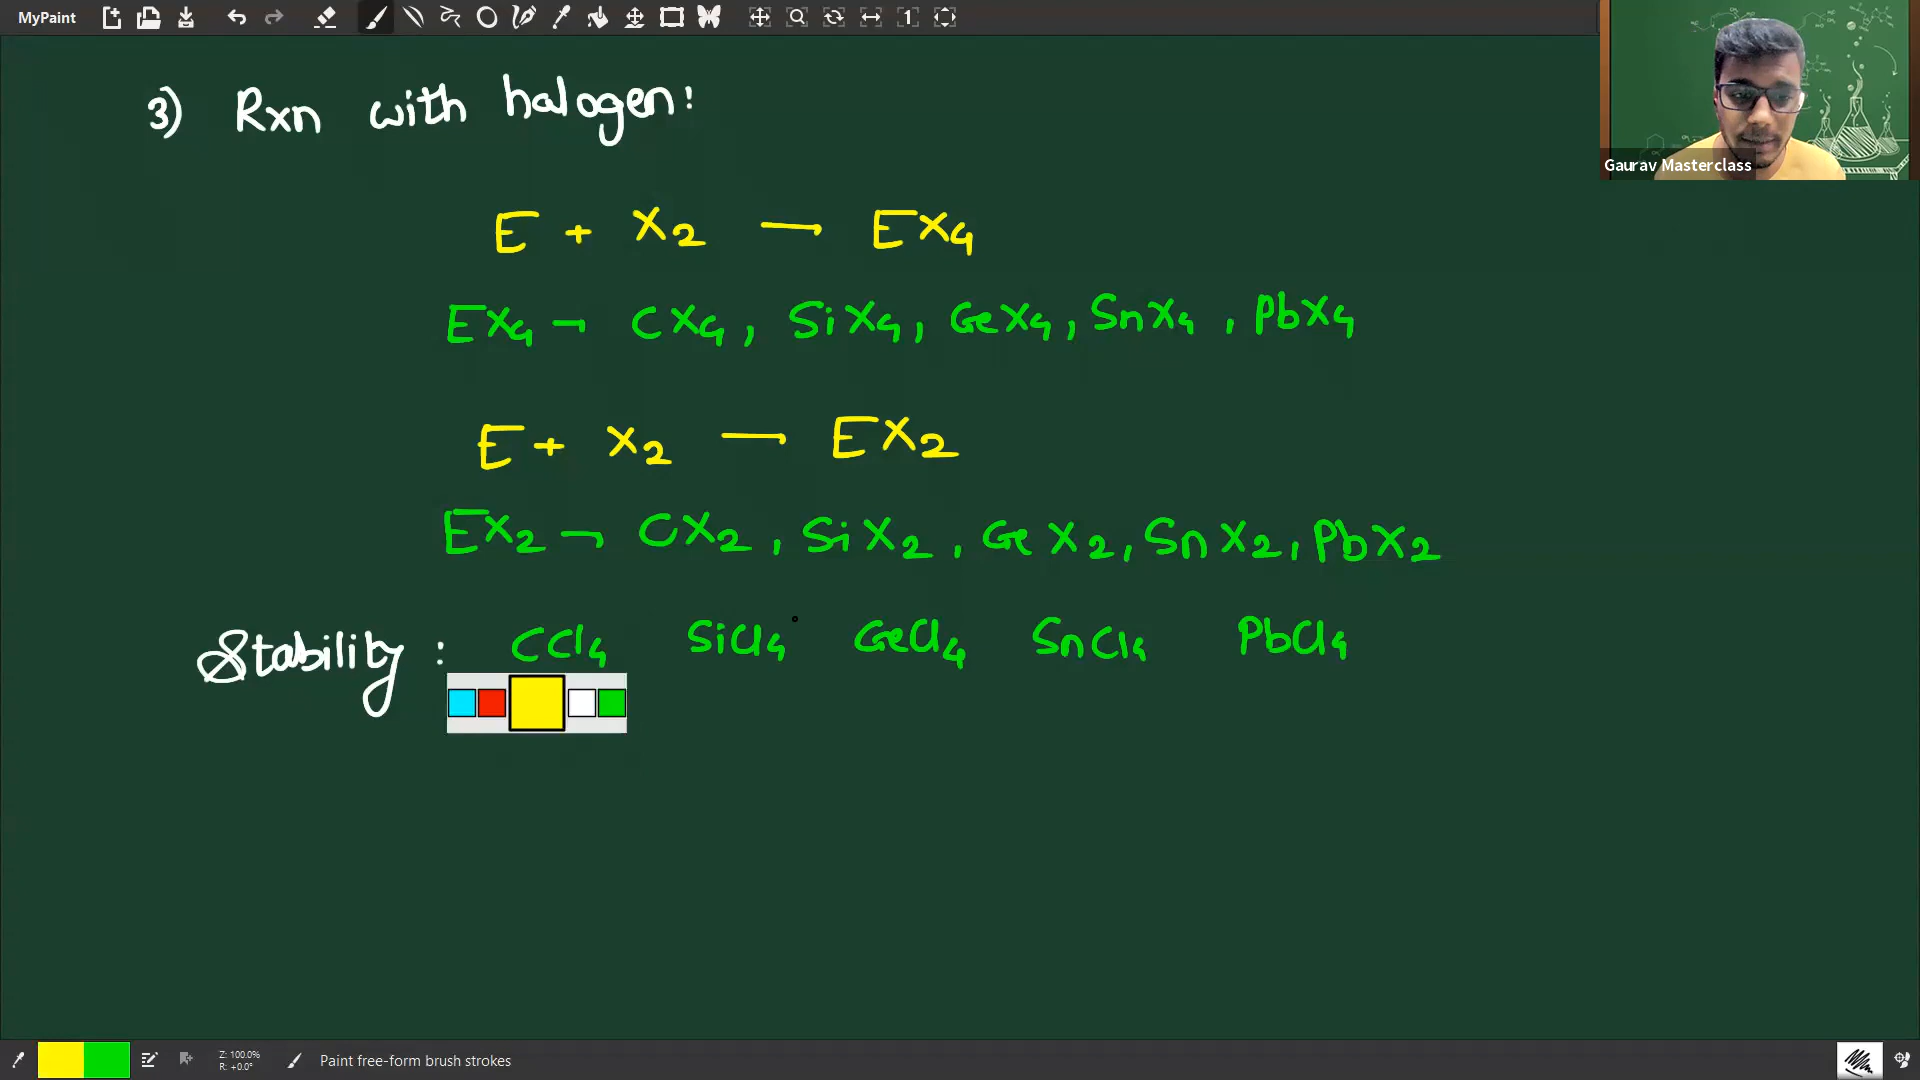 MyPaint
Gaurav Masterclass
3) Rxn with halogen:
E + X2 — EX4
EX4 → CX4, SiX4, GeX4, SnX4, PbX4
E + X2 — EX2
EX2 → CX2, SiX2, GeX2, SnX2, PbX2
Stability : CCl4 SiCl4 GeCl4 SnCl4 PbCl4
Z: 100.0%
R: +0.0°
Paint free-form brush strokes